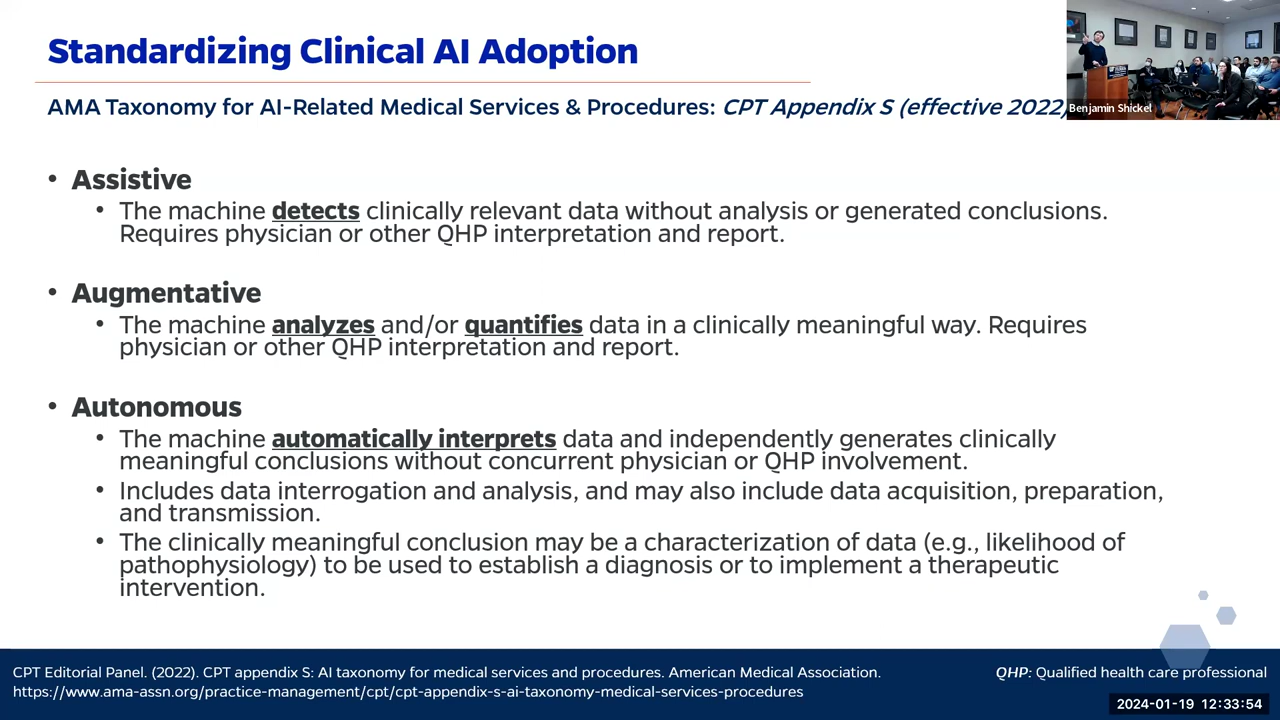 Standardizing Clinical AI Adoption
AMA Taxonomy for AI-Related Medical Services & Procedures: CPT Appendix S (effective 2022)
Benjamin Shickel
• Assistive
• The machine detects clinically relevant data without analysis or generated conclusions.
Requires physician or other QHP interpretation and report.
• Augmentative
• The machine analyzes and/or quantifies data in a clinically meaningful way. Requires
physician or other QHP interpretation and report.
• Autonomous
• The machine automatically interprets data and independently generates clinically
meaningful conclusions without concurrent physician or QHP involvement.
• Includes data interrogation and analysis, and may also include data acquisition, preparation,
and transmission.
• The clinically meaningful conclusion may be a characterization of data (e.g., likelihood of
pathophysiology) to be used to establish a diagnosis or to implement a therapeutic
intervention.
CPT Editorial Panel. (2022). CPT appendix S: AI taxonomy for medical services and procedures. American Medical Association.
https://www.ama-assn.org/practice-management/cpt/cpt-appendix-s-ai-taxonomy-medical-services-procedures
QHP: Qualified health care professional
2024-01-19 12:33:54